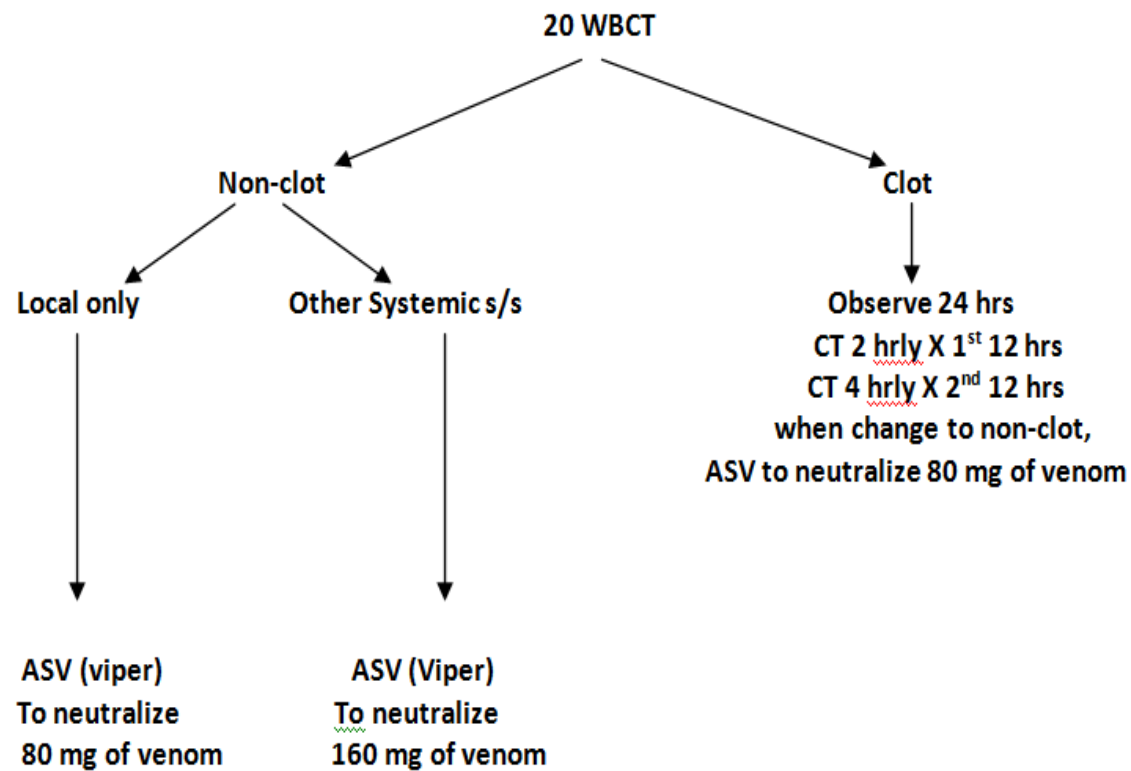 20 WBCT
Non-clot
Clot
Local only
Other Systemic s/s
Observe 24 hrs
CT 2 hrly X 1st 12 hrs
CT 4 hrly X 2nd 12 hrs
when change to non-clot,
ASV to neutralize 80 mg of venom
ASV (viper)
To neutralize
80 mg of venom
ASV (Viper)
To neutralize
160 mg of venom